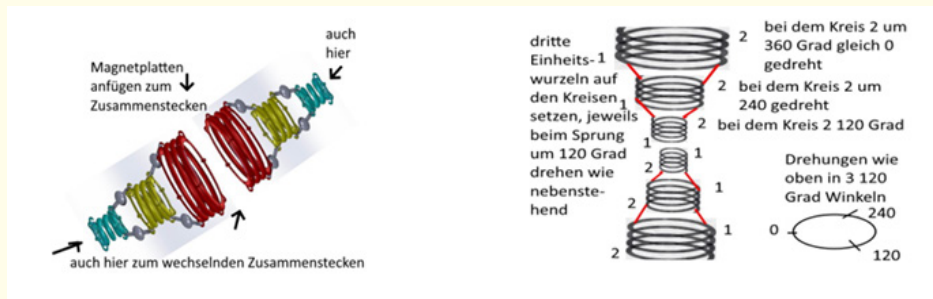 auch
hier
Magnetplatten
anfügen zum
Zusammenstecken
auch hier zum wechselnden Zusammenstecken
dritte
Einheits-
wurzeln auf
den Kreisen
setzen, jeweils
beim Sprung
um 120 Grad
drehen wie
nebenste-
hend
1
2
bei dem Kreis 2 um
360 Grad gleich 0
gedreht
1
2
bei dem Kreis 2 um
240 gedreht
1
2
bei dem Kreis 2 120 Grad
2
1
2
1
2
1
Drehungen wie
oben in 3 120
Grad Winkeln
240
0
120